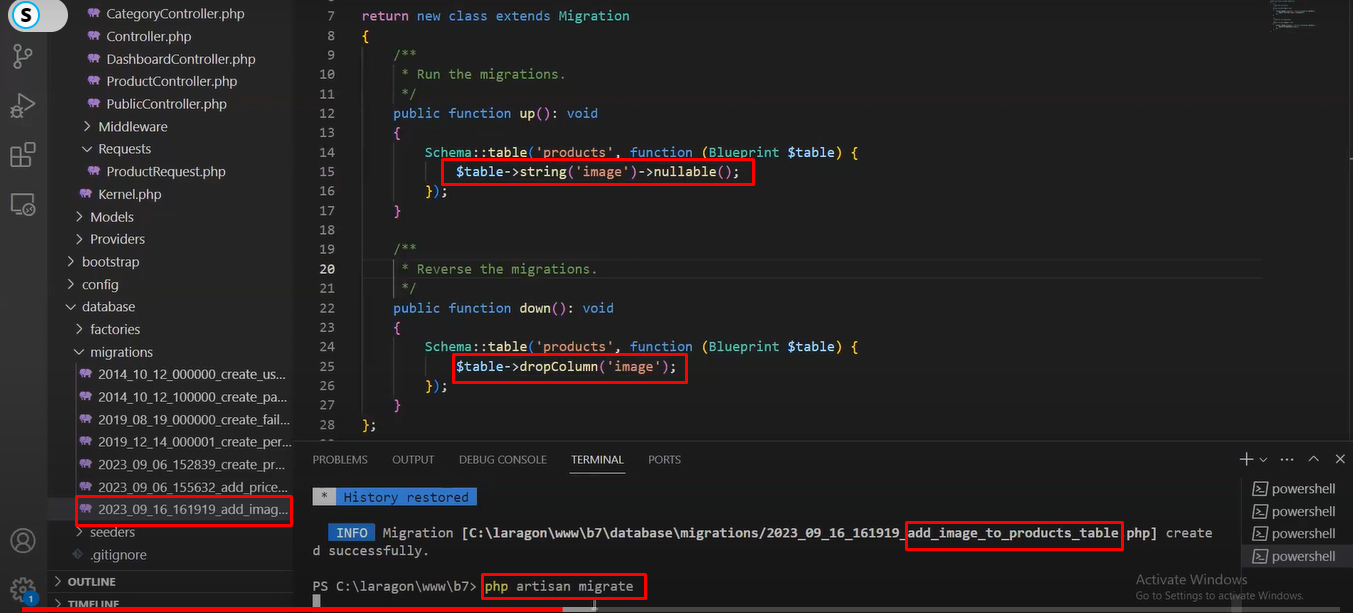 S
CategoryController.php
Controller.php
DashboardController.php
ProductController.php
PublicController.php
Middleware
Requests
ProductRequest.php
Kernel.php
Models
Providers
bootstrap
config
database
factories
migrations
2014_10_12_000000_create_us...
2014_10_12_100000_create_pa...
2019_08_19_000000_create_fail...
2019_12_14_000001_create_per...
2023_09_06_152839_create_pr...
2023_09_06_155632_add_price...
2023_09_16_161919_add_imag...
seeders
.gitignore
OUTLINE
TIMELINE
1
7 return new class extends Migration
8 {
9 /**
10 * Run the migrations.
11 */
12 public function up(): void
13 {
14 Schema::table('products', function (Blueprint $table) {
15 $table->string('image')->nullable();
16 });
17 }
18
19 /**
20 * Reverse the migrations.
21 */
22 public function down(): void
23 {
24 Schema::table('products', function (Blueprint $table) {
25 $table->dropColumn('image');
26 });
27 }
28 };
PROBLEMS OUTPUT DEBUG CONSOLE TERMINAL PORTS
* History restored
INFO Migration [C:\laragon\www\b7\database\migrations/2023_09_16_161919_add_image_to_products_table php] create
d successfully.
PS C:\laragon\www\b7> php artisan migrate
powershell
powershell
powershell
powershell
Activate Windows
Go to Settings to activate Windows.